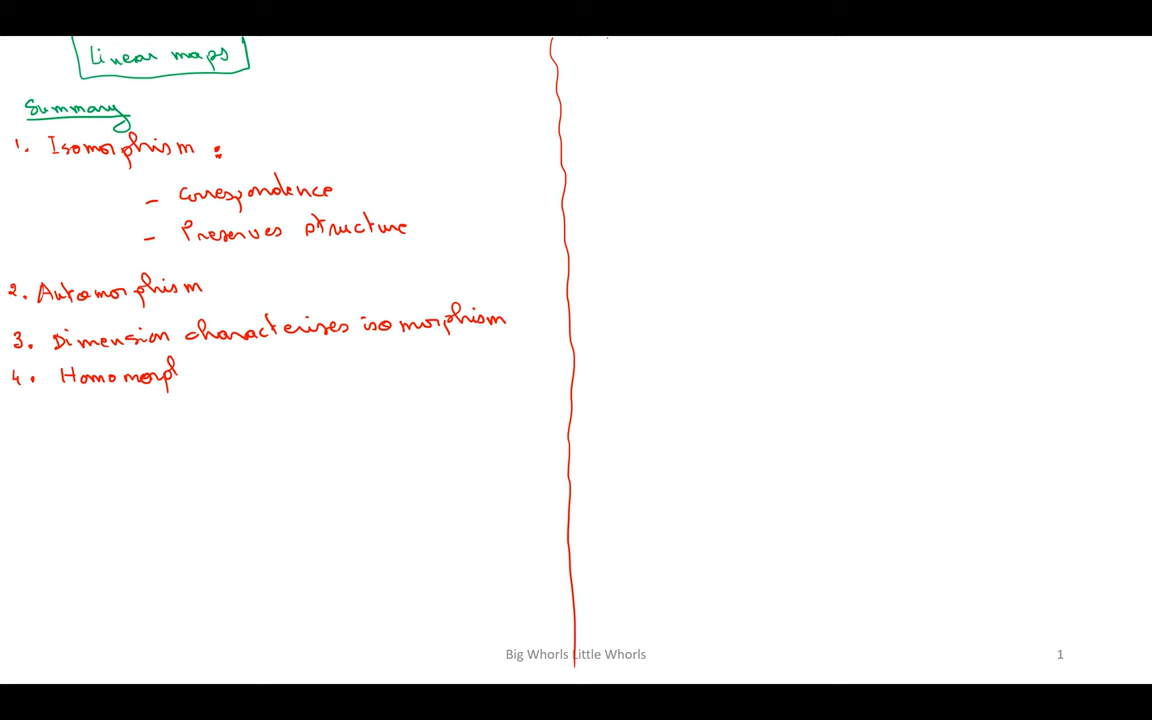 Linear maps
Summary
1. Isomorphism :
- Correspondence
- Preserves structure
2. Automorphism
3. Dimension characterises isomorphism
4. Homomorph
Big Whorls Little Whorls
1